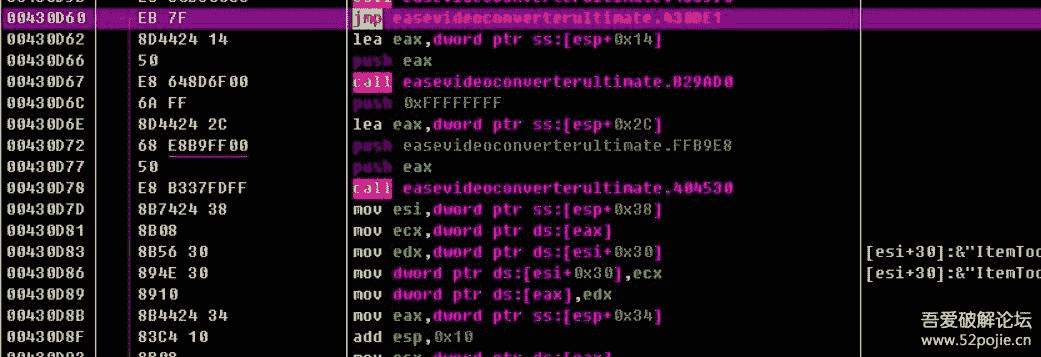 00430D60 EB 7F jmp easevideoconverterultimate.430DE1
00430D62 8D4424 14 lea eax,dword ptr ss:[esp+0x14]
00430D66 50 push eax
00430D67 E8 648D6F00 call easevideoconverterultimate.B29AD0
00430D6C 6A FF push 0xFFFFFFFF
00430D6E 8D4424 2C lea eax,dword ptr ss:[esp+0x2C]
00430D72 68 E8B9FF00 push easevideoconverterultimate.FFB9E8
00430D77 50 push eax
00430D78 E8 B337FDFF call easevideoconverterultimate.404530
00430D7D 8B7424 38 mov esi,dword ptr ss:[esp+0x38]
00430D81 8B08 mov ecx,dword ptr ds:[eax]
00430D83 8B56 30 mov edx,dword ptr ds:[esi+0x30] [esi+30]:&"ItemToo
00430D86 894E 30 mov dword ptr ds:[esi+0x30],ecx [esi+30]:&"ItemToo
00430D89 8910 mov dword ptr ds:[eax],edx
00430D8B 8B4424 34 mov eax,dword ptr ss:[esp+0x34]
00430D8F 83C4 10 add esp,0x10
吾爱破解论坛
www.52pojie.cn